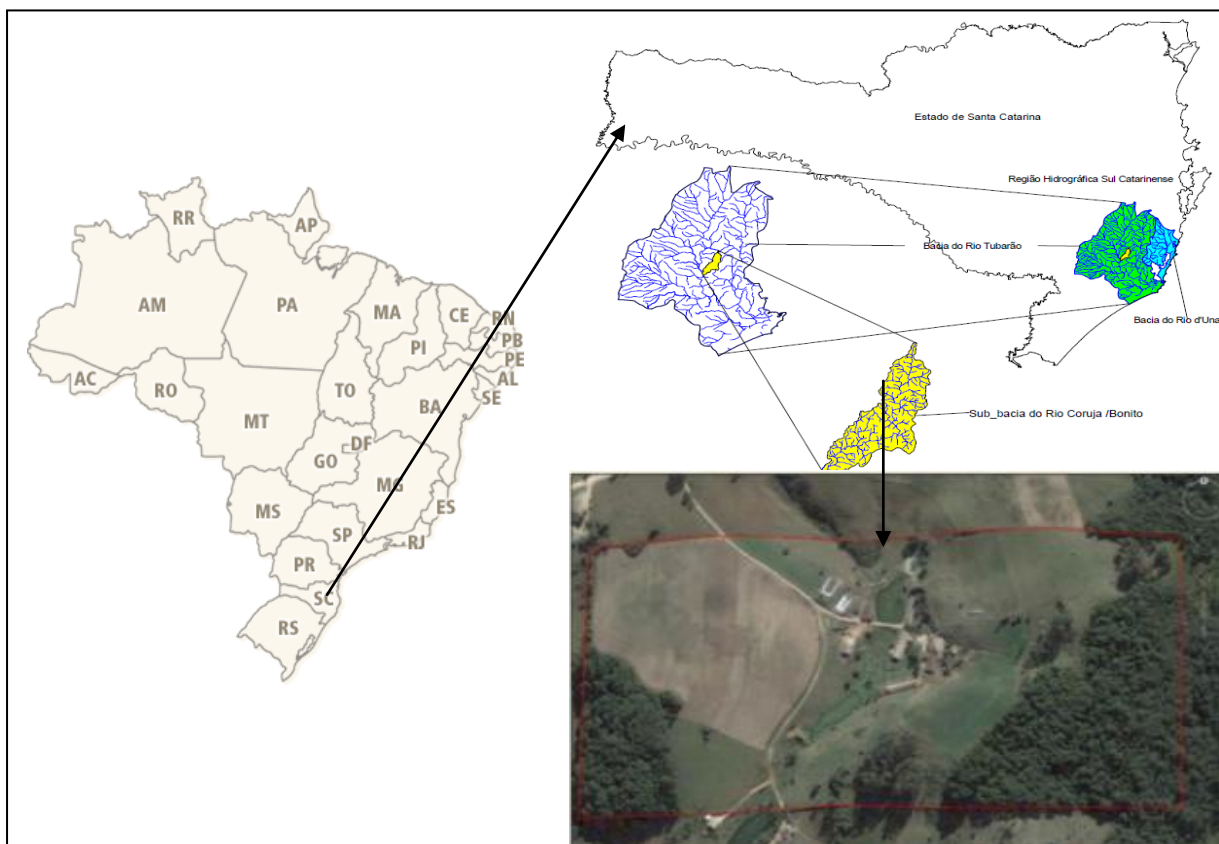 RR
AP
AM
PA
MA
CE
RN
PB
PE
AL
SE
PI
AC
RO
TO
BA
MT
DF
GO
MG
ES
MS
SP
RJ
PR
SC
RS
Estado de Santa Catarina
Região Hidrográfica Sul Catarinense
Bacia do Rio Tubarão
Bacia do Rio d'Una
Sub_bacia do Rio Coruja /Bonito